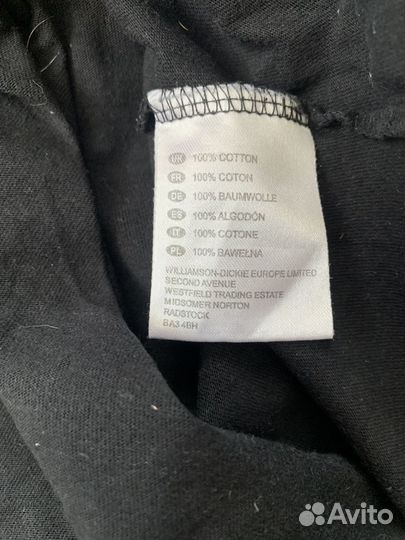 UK 100% COTTON
FR 100% COTON
DE 100% BAUMWOLLE
ES 100% ALGODÓN
IT 100% COTONE
PL 100% BAWEŁNA
WILLIAMSON-DICKIE EUROPE LIMITED
SECOND AVENUE
WESTFIELD TRADING ESTATE
MIDSOMER NORTON
RADSTOCK
BA3 4BH
Avito